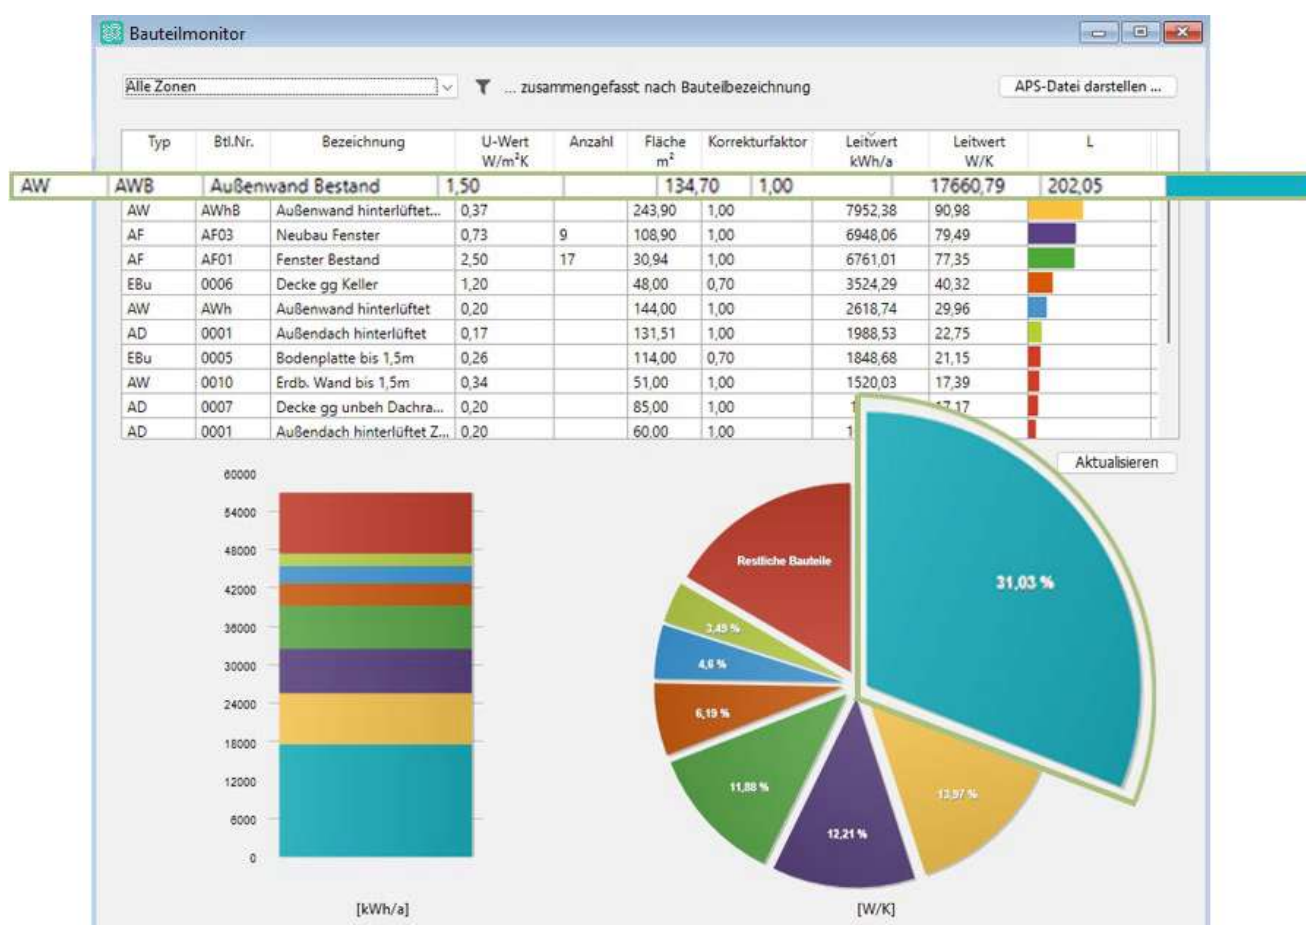 Bauteilmonitor
Alle Zonen ... zusammengefasst nach Bauteilbezeichnung APS-Datei darstellen ...
Typ Btl.Nr. Bezeichnung U-Wert Anzahl Fläche Korrekturfaktor Leitwert Leitwert L
W/m²K m² kWh/a W/K
AW AWB Außenwand Bestand 1,50 134,70 1,00 17660,79 202,05
AW AWhB Außenwand hinterlüftet... 0,37 243,90 1,00 7952,38 90,98
AF AF03 Neubau Fenster 0,73 9 108,90 1,00 6948,06 79,49
AF AF01 Fenster Bestand 2,50 17 30,94 1,00 6761,01 77,35
EBu 0006 Decke gg Keller 1,20 48,00 0,70 3524,29 40,32
AW AWh Außenwand hinterlüftet 0,20 144,00 1,00 2618,74 29,96
AD 0001 Außendach hinterlüftet 0,17 131,51 1,00 1988,53 22,75
EBu 0005 Bodenplatte bis 1,5m 0,26 114,00 0,70 1848,68 21,15
AW 0010 Erdb. Wand bis 1,5m 0,34 51,00 1,00 1520,03 17,39
AD 0007 Decke gg unbeh Dachra... 0,20 85,00 1,00 1 17,17
AD 0001 Außendach hinterlüftet Z... 0,20 60,00 1,00 1
Aktualisieren
60000
54000
48000
42000
36000
30000
24000
18000
12000
6000
0
[kWh/a]
Restliche Bauteile
31,03 %
3,49 %
4,6 %
6,19 %
11,88 %
13,97 %
12,21 %
[W/K]